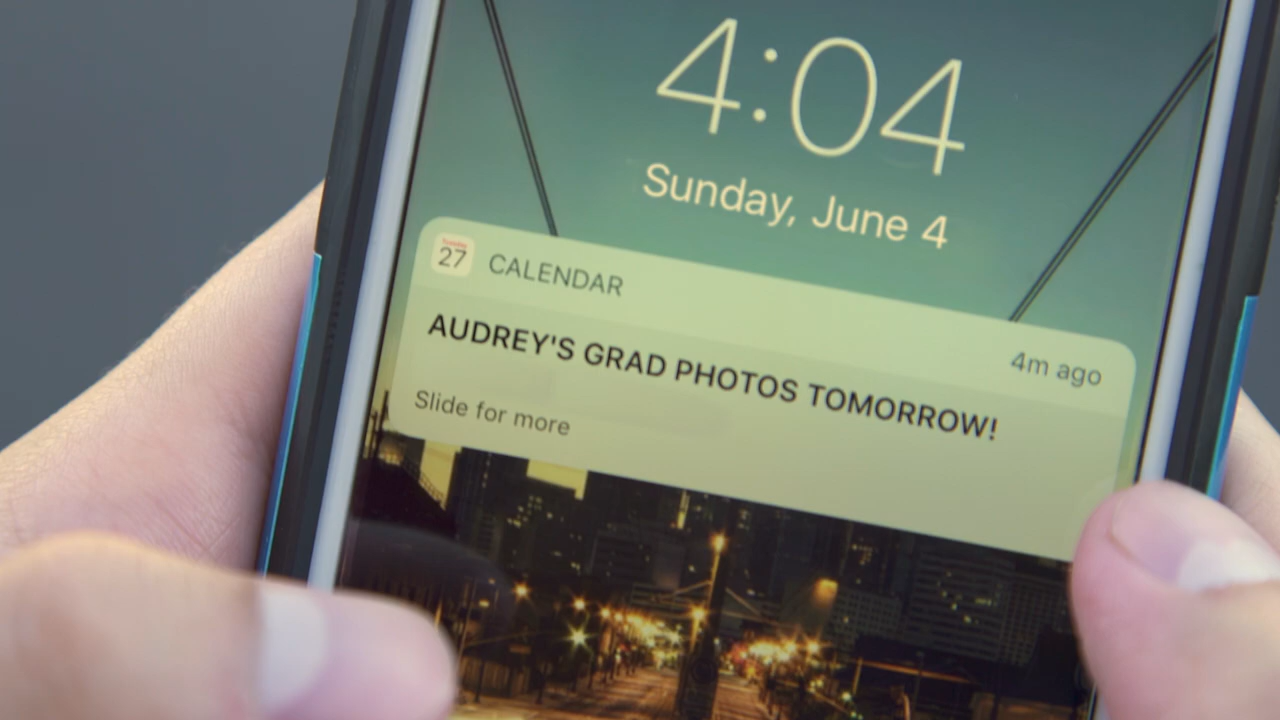 4:04
Sunday, June 4
27
CALENDAR
4m ago
AUDREY'S GRAD PHOTOS TOMORROW!
Slide for more